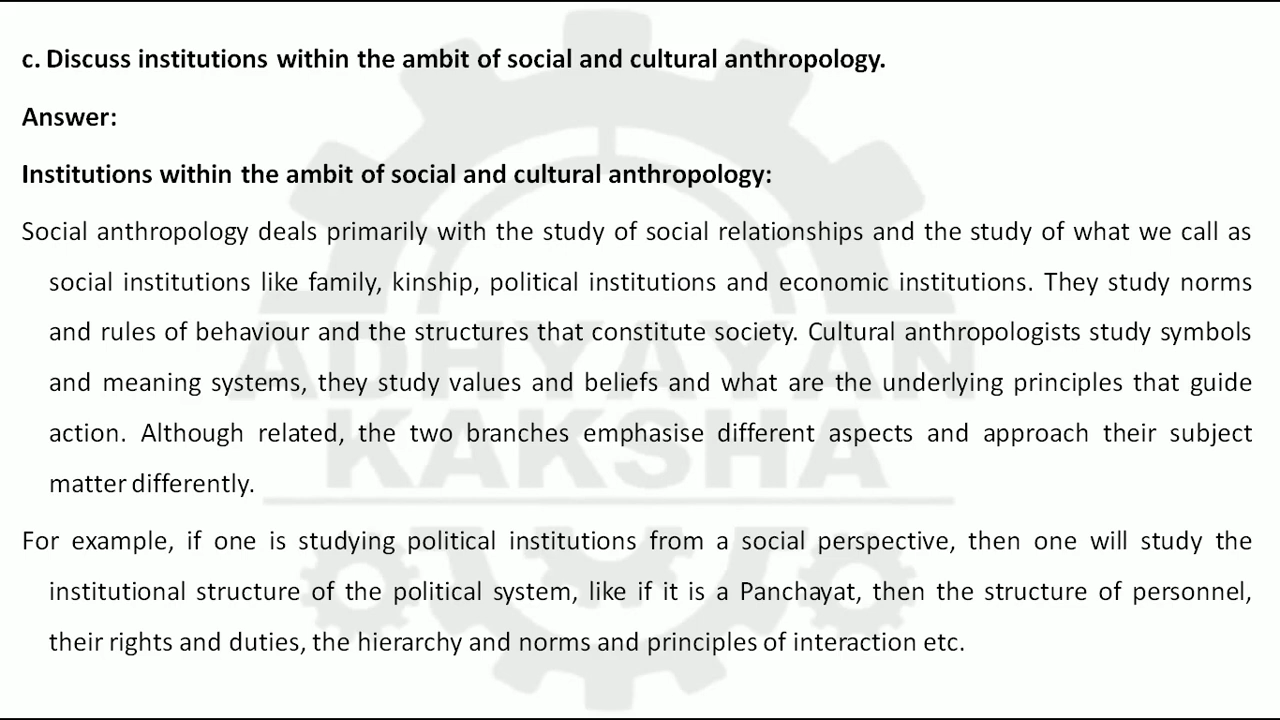 c. Discuss institutions within the ambit of social and cultural anthropology.
Answer:
Institutions within the ambit of social and cultural anthropology:
Social anthropology deals primarily with the study of social relationships and the study of what we call as
social institutions like family, kinship, political institutions and economic institutions. They study norms
and rules of behaviour and the structures that constitute society. Cultural anthropologists study symbols
and meaning systems, they study values and beliefs and what are the underlying principles that guide
action. Although related, the two branches emphasise different aspects and approach their subject
matter differently.
For example, if one is studying political institutions from a social perspective, then one will study the
institutional structure of the political system, like if it is a Panchayat, then the structure of personnel,
their rights and duties, the hierarchy and norms and principles of interaction etc.
ADHYAYAN
KAKSHA